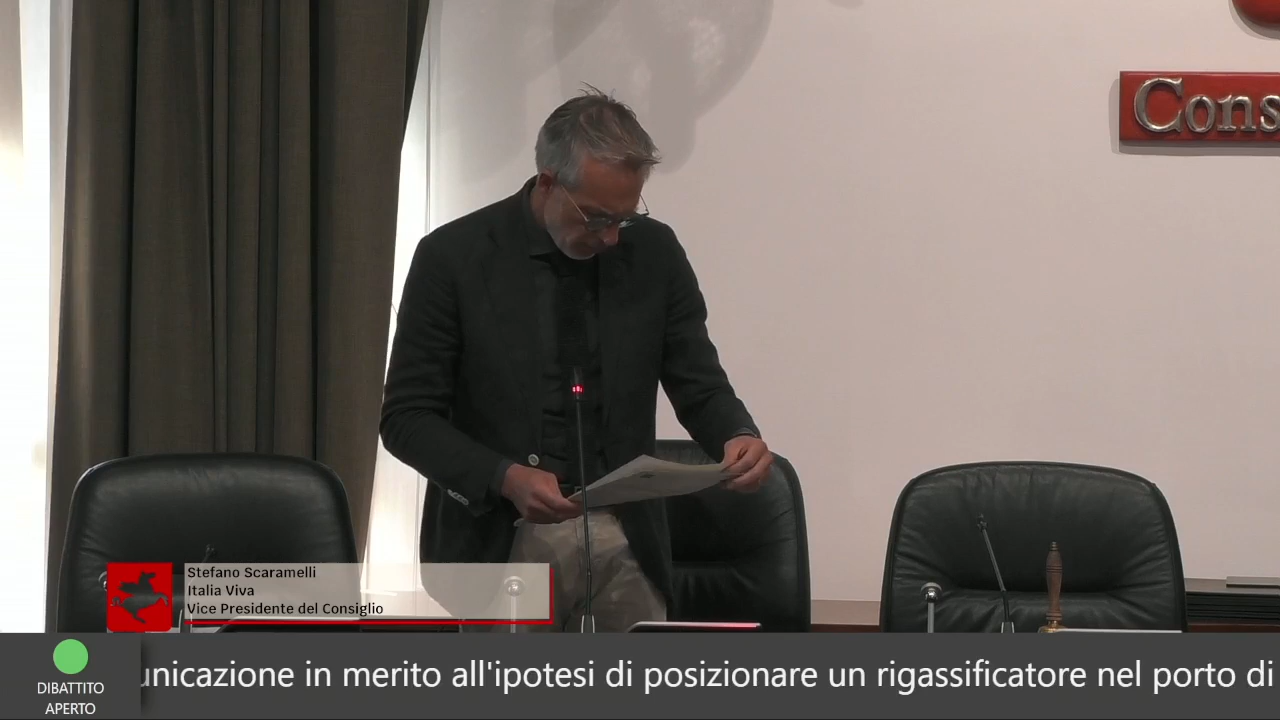 Cons
Stefano Scaramelli
Italia Viva
Vice Presidente del Consiglio
DIBATTITO
APERTO
unicazione in merito all'ipotesi di posizionare un rigassificatore nel porto di